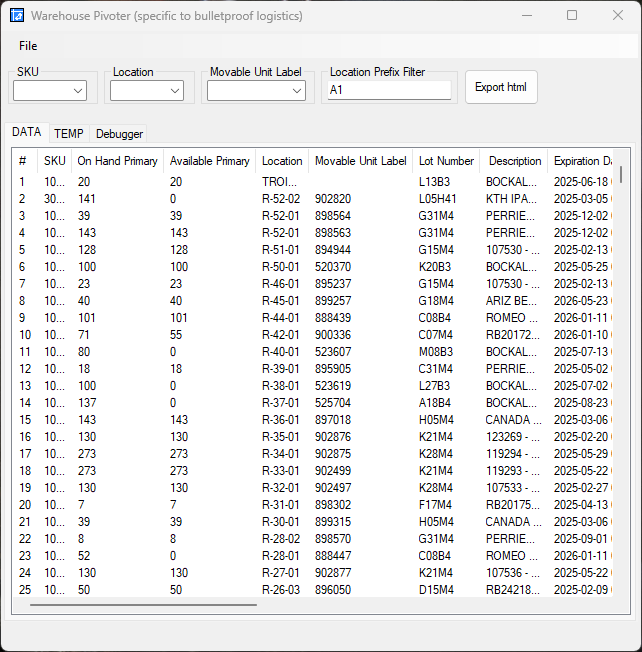 Warehouse Pivoter (specific to bulletproof logistics)
File
SKU Location Movable Unit Label Location Prefix Filter
A1 Export html
DATA TEMP Debugger
# SKU On Hand Primary Available Primary Location Movable Unit Label Lot Number Description Expiration Da
1 10... 20 20 TROI... L13B3 BOCKAL... 2025-06-18
2 30... 141 0 R-52-02 902820 L05H41 KTH IPA... 2025-03-05
3 10... 39 39 R-52-01 898564 G31M4 PERRIE... 2025-12-02
4 10... 143 143 R-52-01 898563 G31M4 PERRIE... 2025-12-02
5 10... 128 128 R-51-01 894944 G15M4 107530 - ... 2025-02-13
6 10... 100 100 R-50-01 520370 K20B3 BOCKAL... 2025-05-25
7 10... 23 23 R-46-01 895237 G15M4 107530 - ... 2025-02-13
8 10... 40 40 R-45-01 899257 G18M4 ARIZ BE... 2026-05-23
9 10... 101 101 R-44-01 888439 C08B4 ROMEO ... 2026-01-11
10 10... 71 55 R-42-01 900336 C07M4 RB20172... 2026-01-10
11 10... 80 0 R-40-01 523607 M08B3 BOCKAL... 2025-07-13
12 10... 18 18 R-39-01 895905 C31M4 PERRIE... 2025-05-02
13 10... 100 0 R-38-01 523619 L27B3 BOCKAL... 2025-07-02
14 10... 137 0 R-37-01 525704 A18B4 BOCKAL... 2025-08-23
15 10... 143 143 R-36-01 897018 H05M4 CANADA ... 2025-03-06
16 10... 130 130 R-35-01 902876 K21M4 123269 - ... 2025-02-20
17 10... 273 273 R-34-01 902875 K28M4 119294 - ... 2025-05-29
18 10... 273 273 R-33-01 902499 K21M4 119293 - ... 2025-05-22
19 10... 130 130 R-32-01 902497 K28M4 107533 - ... 2025-02-27
20 10... 7 7 R-31-01 898302 F17M4 RB20175... 2025-04-13
21 10... 39 39 R-30-01 899315 H05M4 CANADA ... 2025-03-06
22 10... 8 8 R-28-02 898570 G31M4 PERRIE... 2025-09-01
23 10... 52 0 R-28-01 888447 C08B4 ROMEO ... 2026-01-11
24 10... 130 130 R-27-01 902877 K21M4 107536 - ... 2025-05-22
25 10... 50 50 R-26-03 896050 D15M4 RB24218... 2025-02-09